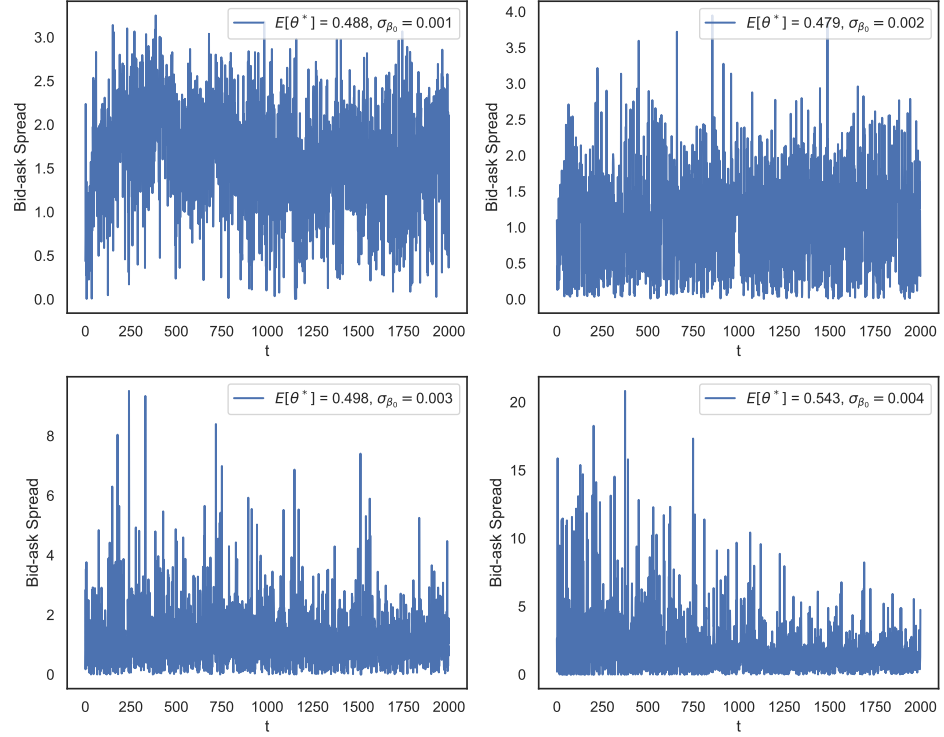 E[θ*] = 0.488, σβ₀ = 0.001
3.0
2.5
2.0
1.5
1.0
0.5
0.0
Bid-ask Spread
0 250 500 750 1000 1250 1500 1750 2000
t
E[θ*] = 0.479, σβ₀ = 0.002
4.0
3.5
3.0
2.5
2.0
1.5
1.0
0.5
0.0
Bid-ask Spread
0 250 500 750 1000 1250 1500 1750 2000
t
E[θ*] = 0.498, σβ₀ = 0.003
8
6
4
2
0
Bid-ask Spread
0 250 500 750 1000 1250 1500 1750 2000
t
E[θ*] = 0.543, σβ₀ = 0.004
20
15
10
5
0
Bid-ask Spread
0 250 500 750 1000 1250 1500 1750 2000
t